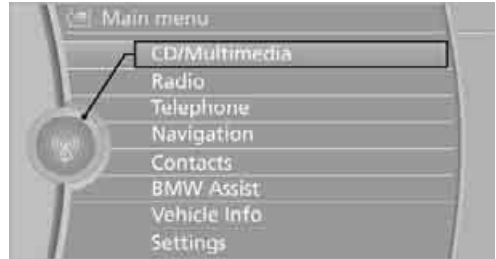 Main menu
CD/Multimedia
Radio
Telephone
Navigation
Contacts
BMW Assist
Vehicle Info
Settings